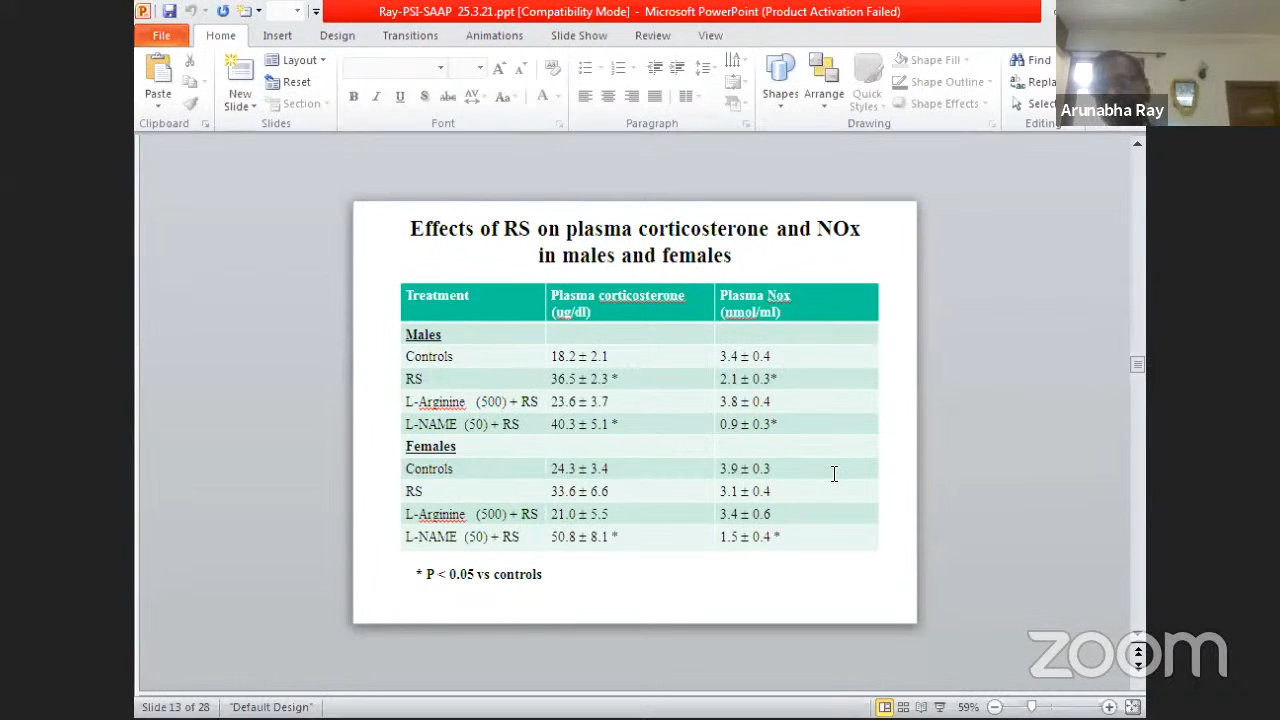 Ray-PSI-SAAP 25.3.21.ppt [Compatibility Mode] - Microsoft PowerPoint (Product Activation Failed)
File Home Insert Design Transitions Animations Slide Show Review View
Paste
Clipboard
New
Slide
Layout
Reset
Section
Slides
Font
Paragraph
Shapes
Arrange
Quick
Styles
Shape Fill
Shape Outline
Shape Effects
Drawing
Find
Repla
Select
Editing
Arunabha Ray
Effects of RS on plasma corticosterone and NOx
in males and females
Treatment Plasma corticosterone Plasma Nox
(ug/dl) (nmol/ml)
Males
Controls 18.2 ± 2.1 3.4 ± 0.4
RS 36.5 ± 2.3 * 2.1 ± 0.3*
L-Arginine (500) + RS 23.6 ± 3.7 3.8 ± 0.4
L-NAME (50) + RS 40.3 ± 5.1 * 0.9 ± 0.3*
Females
Controls 24.3 ± 3.4 3.9 ± 0.3
RS 33.6 ± 6.6 3.1 ± 0.4
L-Arginine (500) + RS 21.0 ± 5.5 3.4 ± 0.6
L-NAME (50) + RS 50.8 ± 8.1 * 1.5 ± 0.4 *
* P < 0.05 vs controls
zoom
Slide 13 of 28 "Default Design" 59%